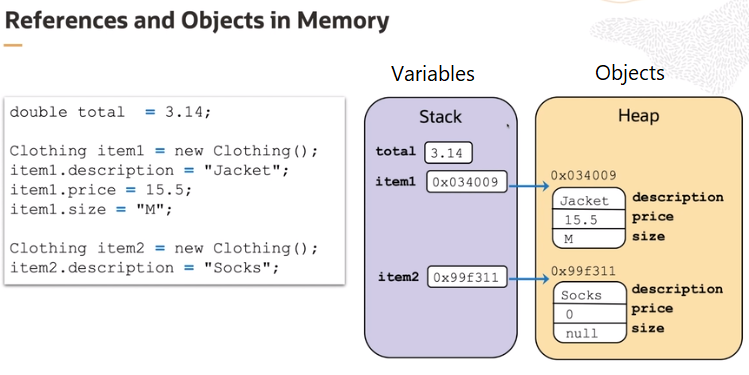 References and Objects in Memory
double total = 3.14;
Clothing item1 = new Clothing();
item1.description = "Jacket";
item1.price = 15.5;
item1.size = "M";
Clothing item2 = new Clothing();
item2.description = "Socks";
Variables
Stack
total 3.14
item1 0x034009
item2 0x99f311
Objects
Heap
0x034009
Jacket description
15.5 price
M size
0x99f311
Socks description
0 price
null size